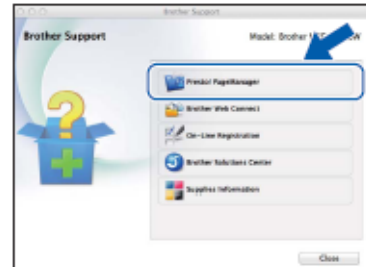 Brother Support
Brother Support
Model: Brother
Presto! PageManager
Brother Web Connect
On-Line Registration
Brother Solutions Center
Supplies Information
Close